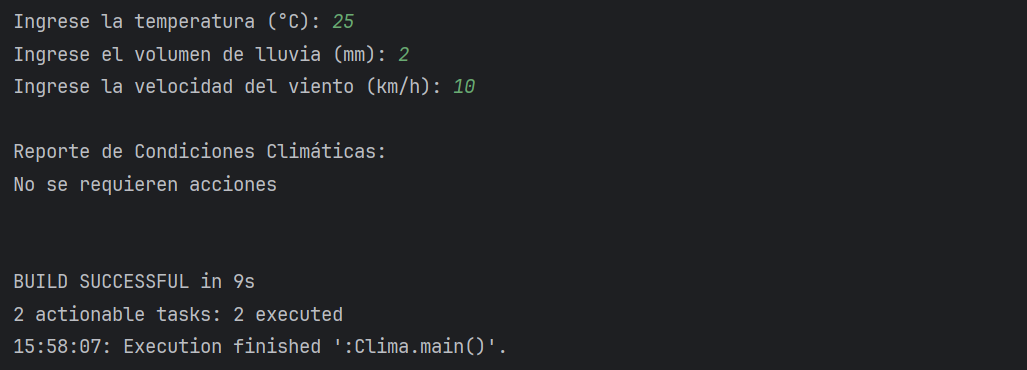 Ingrese la temperatura (°C): 25
Ingrese el volumen de lluvia (mm): 2
Ingrese la velocidad del viento (km/h): 10
Reporte de Condiciones Climáticas:
No se requieren acciones
BUILD SUCCESSFUL in 9s
2 actionable tasks: 2 executed
15:58:07: Execution finished ':Clima.main()'.